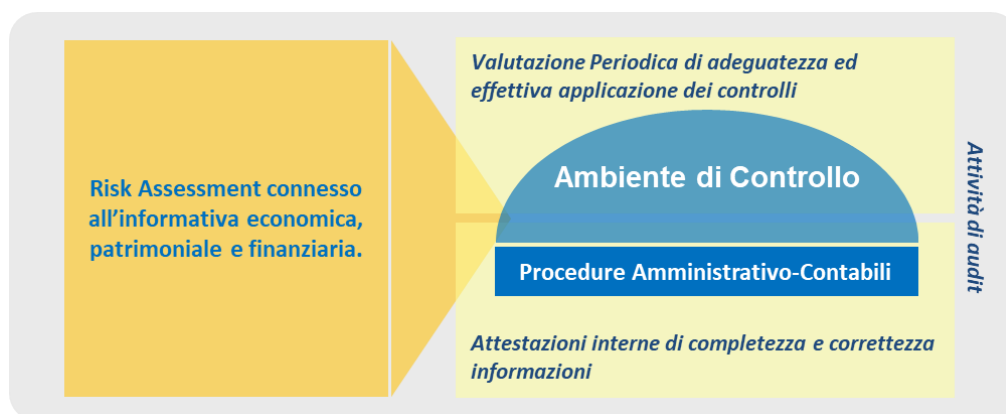 Risk Assessment connesso
all’informativa economica,
patrimoniale e finanziaria.
Valutazione Periodica di adeguatezza ed
effettiva applicazione dei controlli
Ambiente di Controllo
Procedure Amministrativo-Contabili
Attestazioni interne di completezza e correttezza
informazioni
Attività di audit